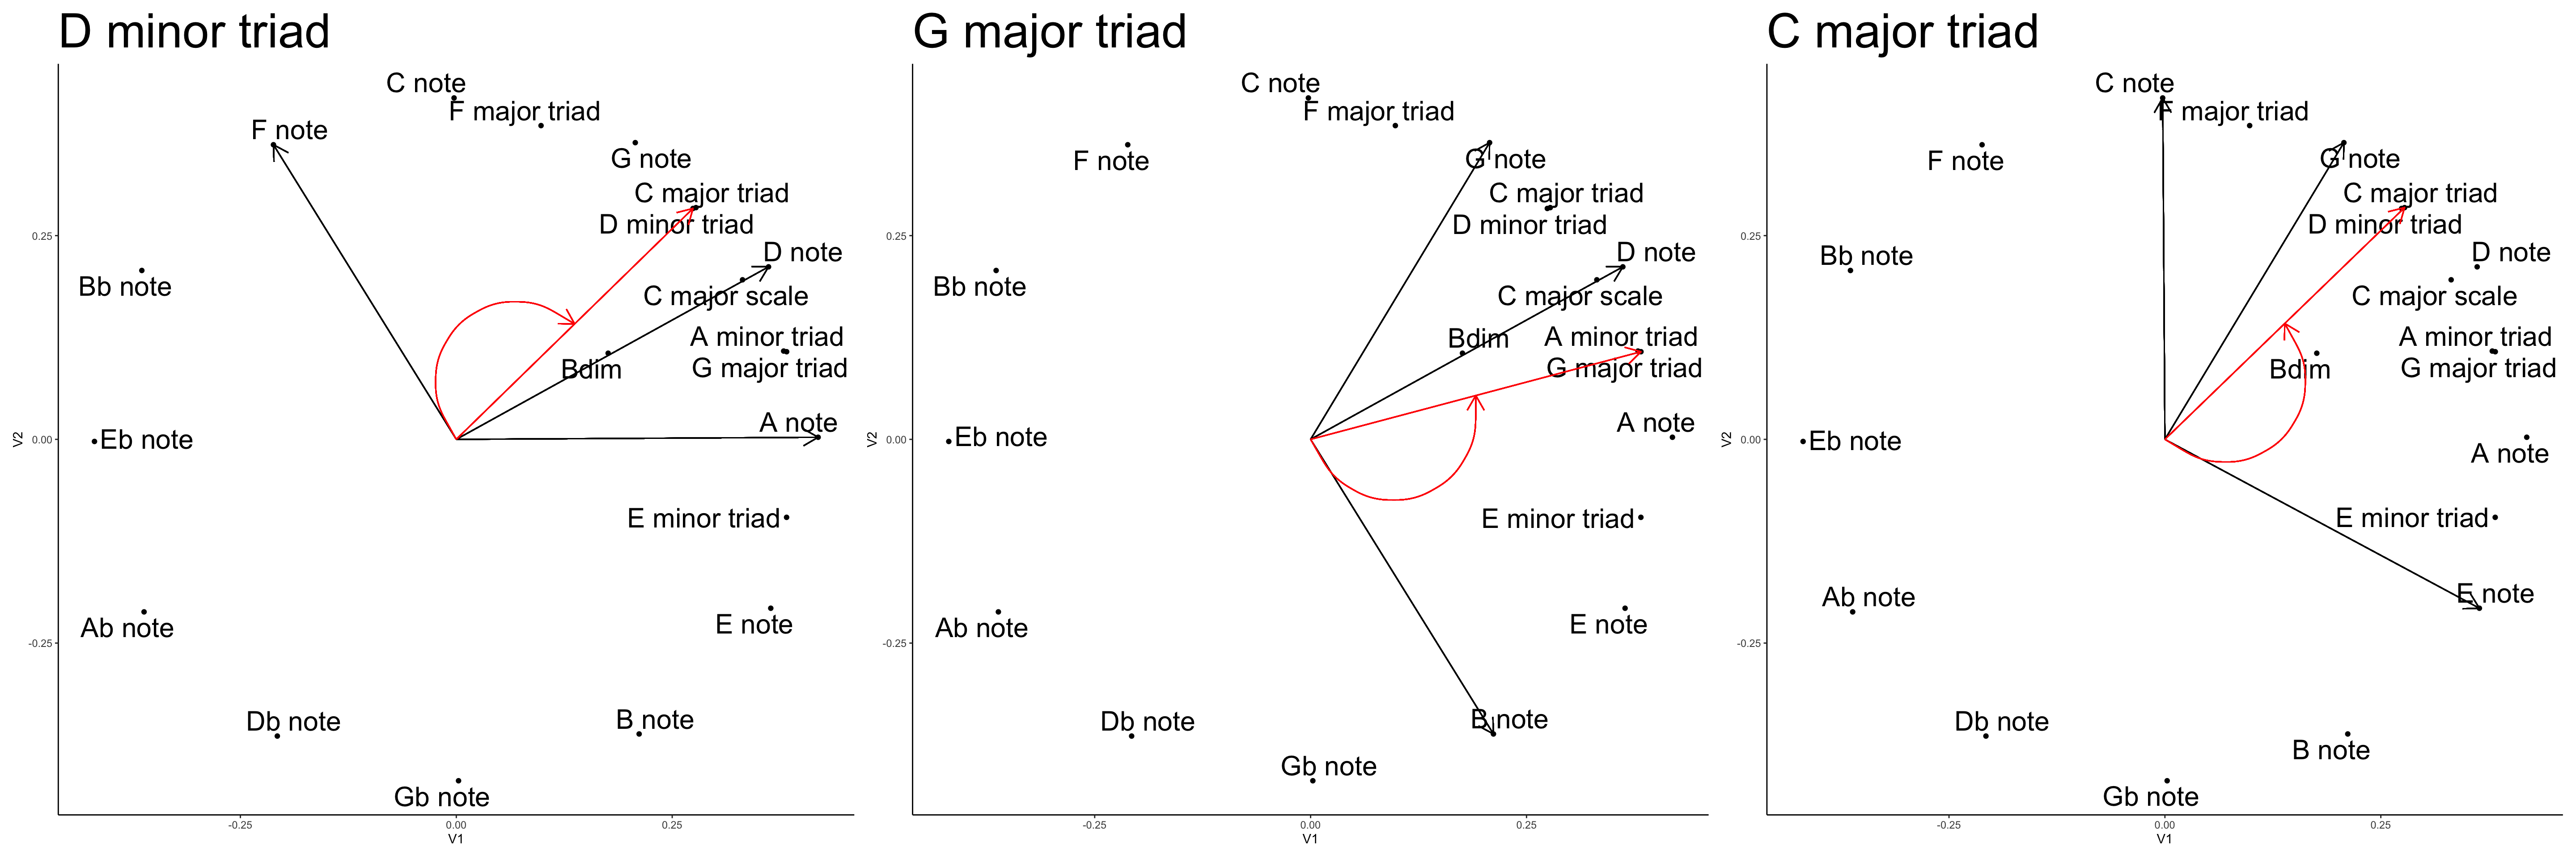 D minor triad
C note
F major triad
F note
G note
C major triad
D minor triad
0.25
D note
Bb note
C major scale
A minor triad
Bdim
G major triad
A note
V2
0.00
Eb note
E minor triad
Ab note
E note
-0.25
Db note
B note
Gb note
-0.25
0.00
0.25
V1
G major triad
C note
F major triad
F note
G note
C major triad
D minor triad
0.25
D note
Bb note
C major scale
Bdim
A minor triad
G major triad
A note
V2
0.00
Eb note
E minor triad
Ab note
E note
-0.25
Db note
B note
Gb note
-0.25
0.00
0.25
V1
C major triad
C note
F major triad
F note
G note
C major triad
D minor triad
0.25
D note
Bb note
C major scale
A minor triad
Bdim
G major triad
V2
0.00
Eb note
A note
E minor triad
Ab note
E note
-0.25
Db note
B note
Gb note
-0.25
0.00
0.25
V1